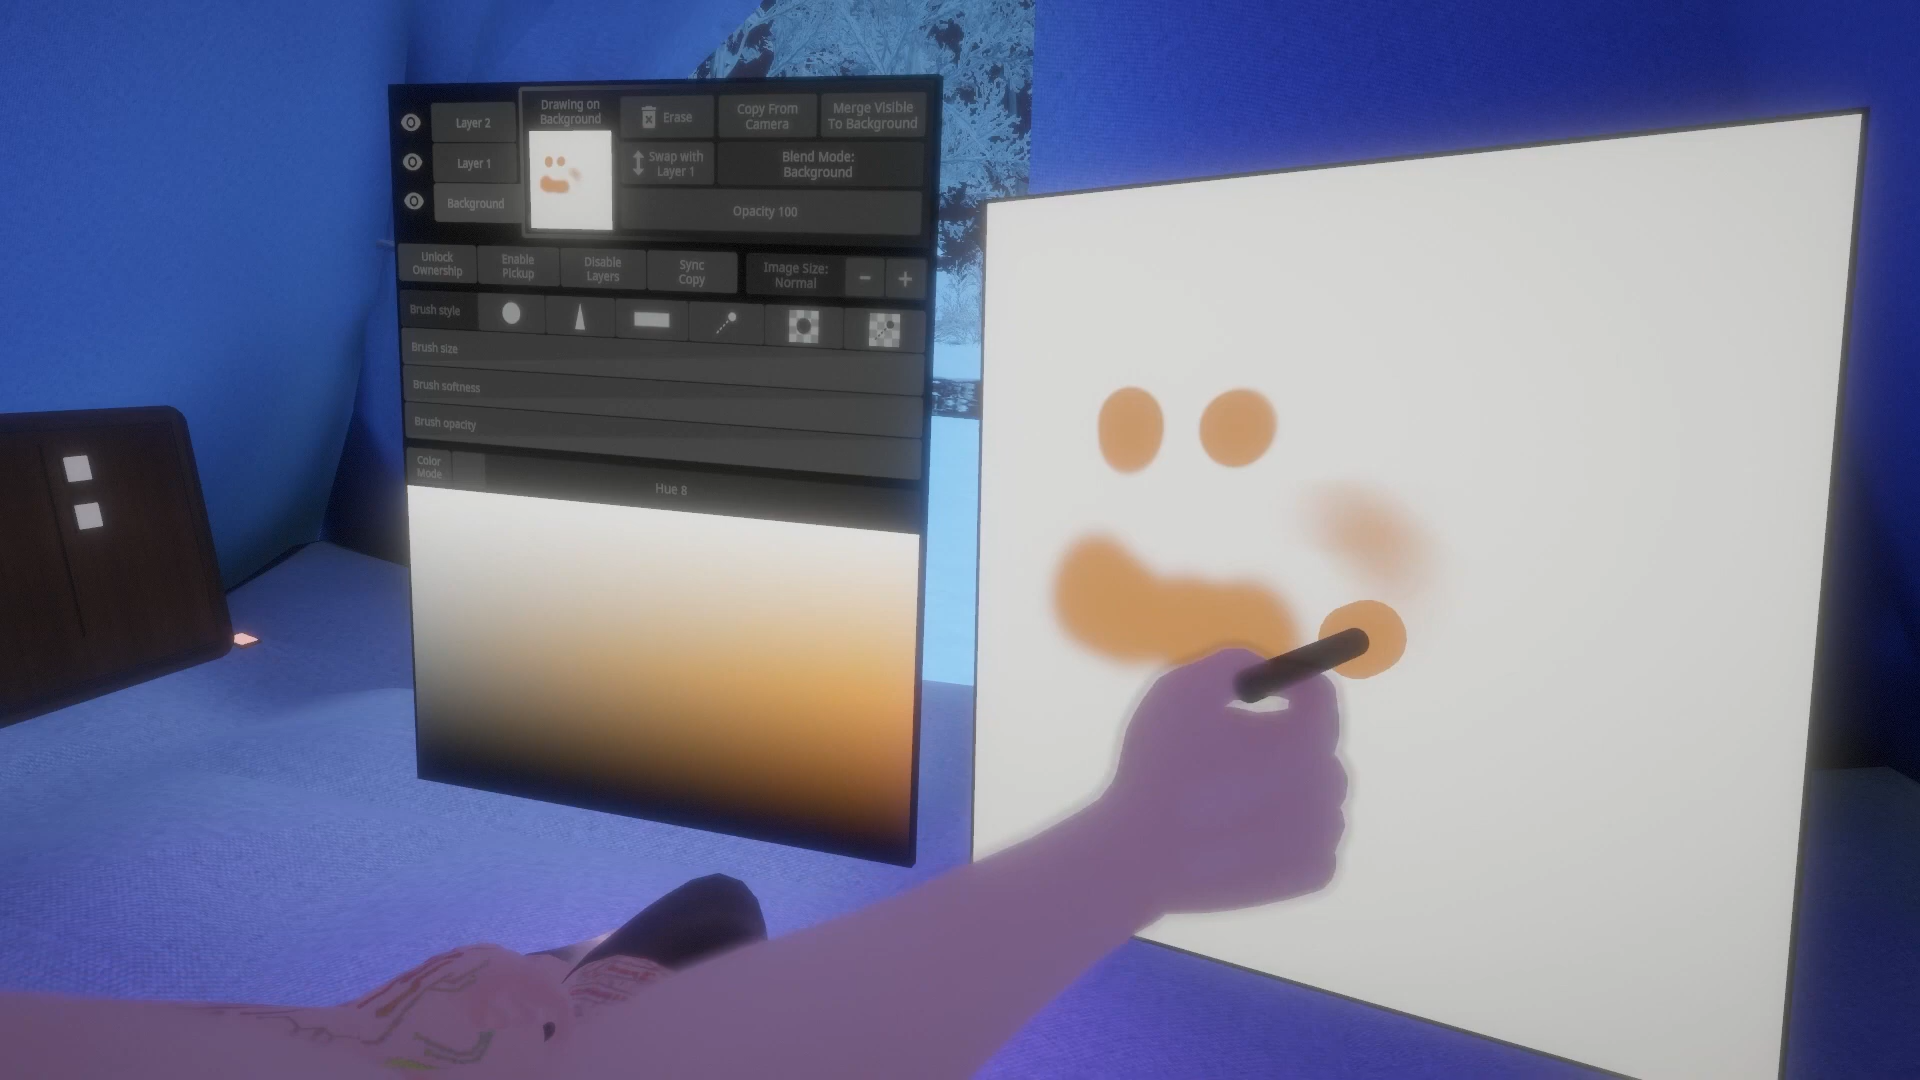 Layer 2
Layer 1
Background
Drawing on
Background
Erase
Copy From
Camera
Merge Visible
To Background
Swap with
Layer 1
Blend Mode:
Background
Opacity 100
Unlock
Ownership
Enable
Pickup
Disable
Layers
Sync
Copy
Image Size:
Normal
-
+
Brush style
Brush size
Brush softness
Brush opacity
Color
Mode
Hue 8